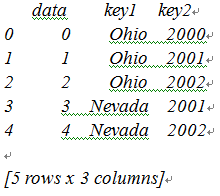 data key1 key2
0 0 Ohio 2000
1 1 Ohio 2001
2 2 Ohio 2002
3 3 Nevada 2001
4 4 Nevada 2002
[5 rows x 3 columns]